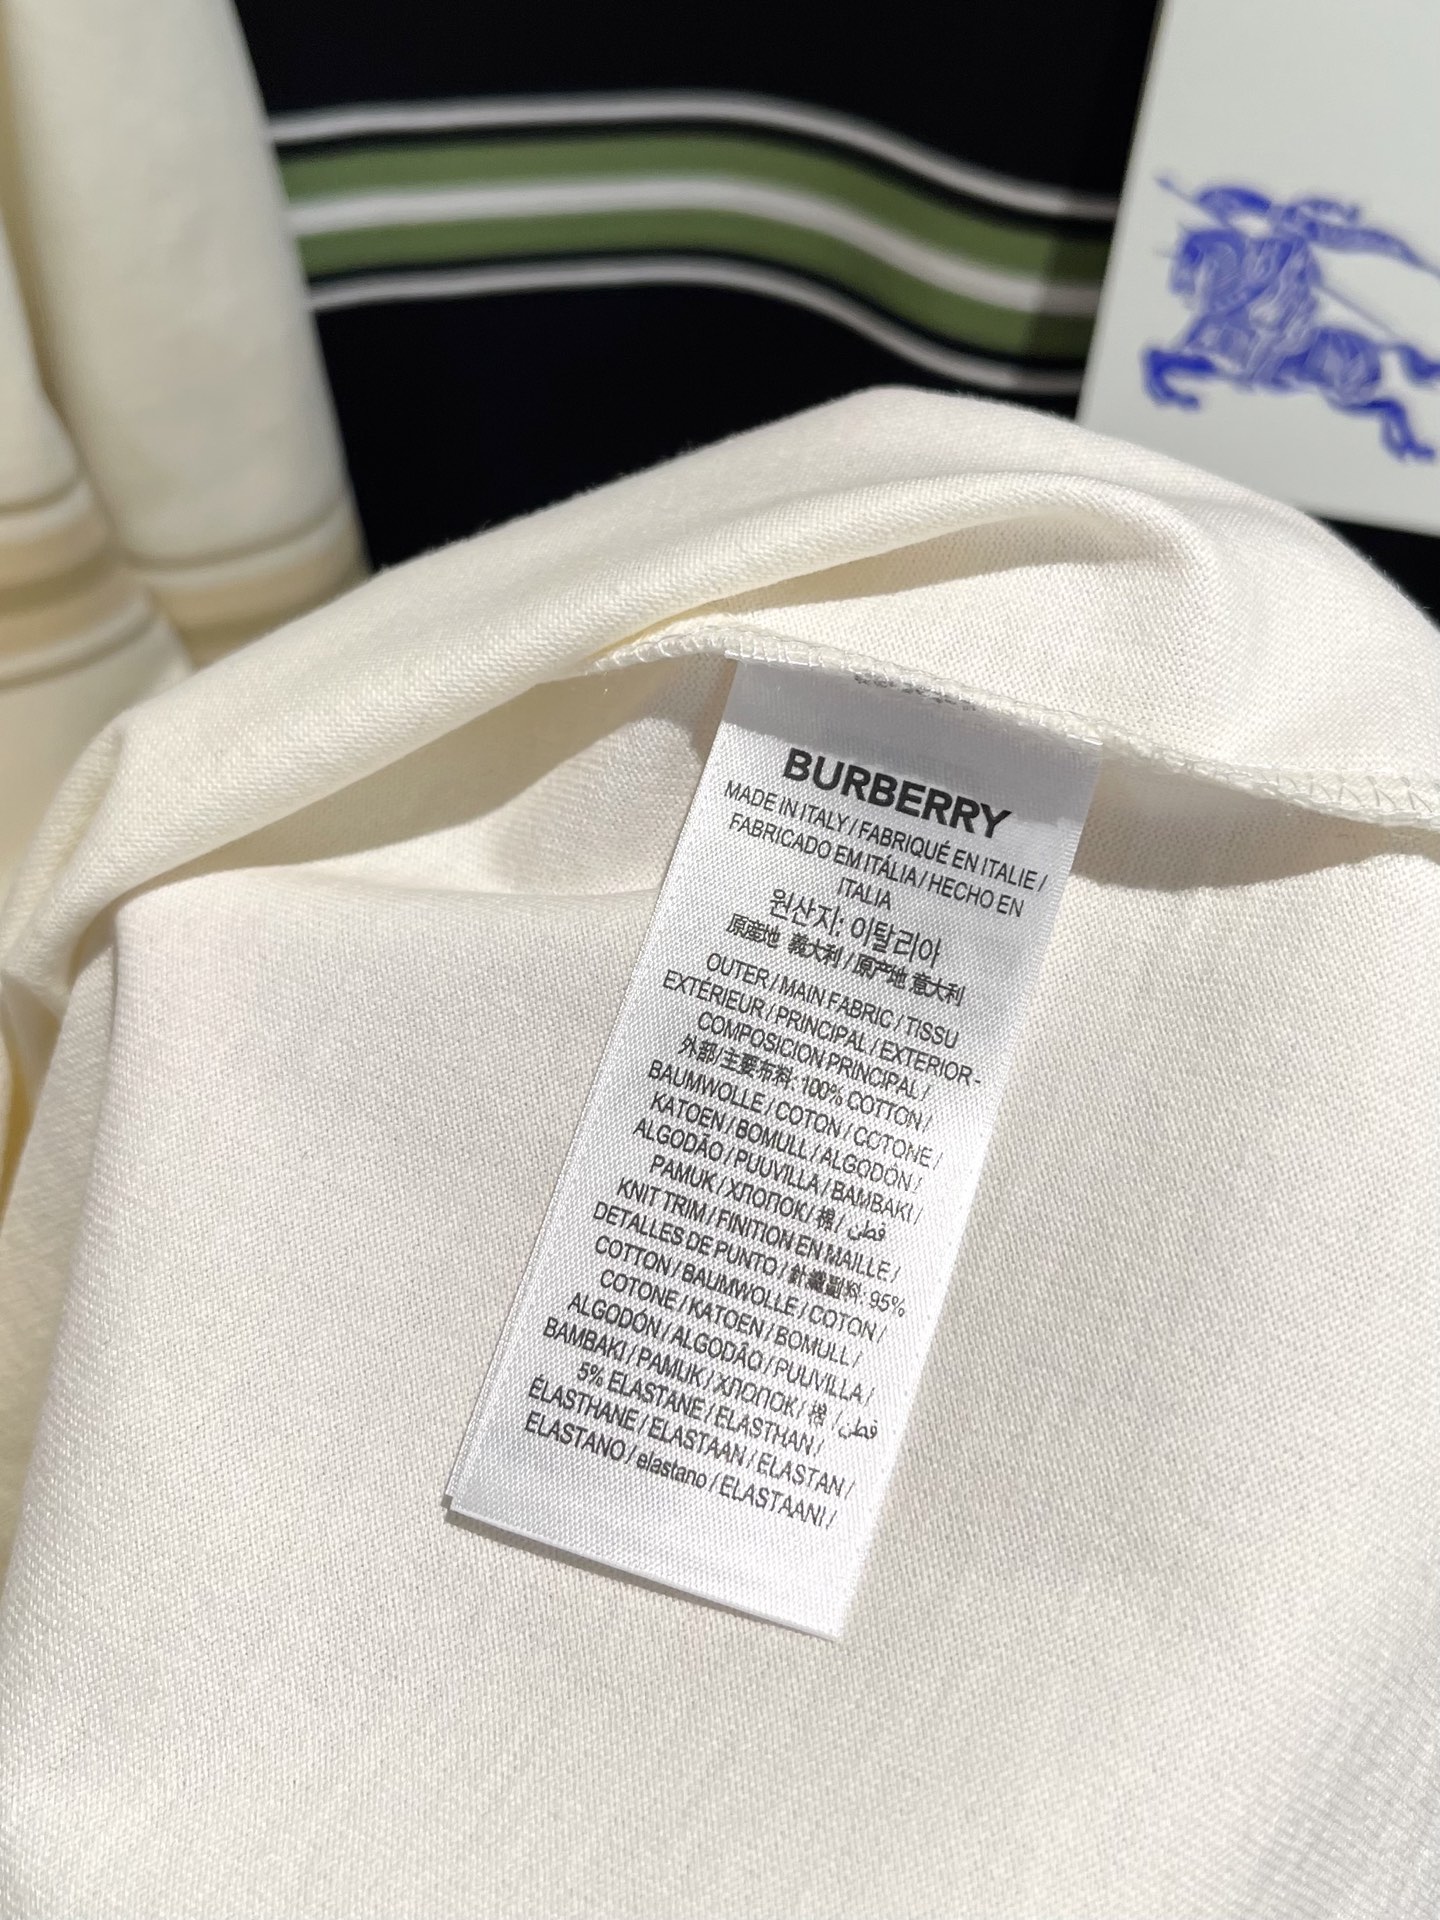 BURBERRY
MADE IN ITALY / FABRIQUÉ EN ITALIE /
FABRICADO EM ITÁLIA / HECHO EN
ITALIA
원산지: 이탈리아
原産地 義大利 / 原产地 意大利
OUTER / MAIN FABRIC / TISSU
EXTÉRIEUR / PRINCIPAL / EXTERIOR -
COMPOSICION PRINCIPAL /
外部/主要布料: 100% COTTON /
BAUMWOLLE / COTON / COTONE /
KATOEN / BOMULL / ALGODÓN /
ALGODÃO / PUUVILLA / BAMBAKI /
PAMUK / ХЛОПОК / 棉 / قطن
KNIT TRIM / FINITION EN MAILLE /
DETALLES DE PUNTO / 針織副料: 95%
COTTON / BAUMWOLLE / COTON /
COTONE / KATOEN / BOMULL /
ALGODÓN / ALGODÃO / PUUVILLA /
BAMBAKI / PAMUK / ХЛОПОК / 棉 / قطن
5% ELASTANE / ELASTHAN /
ÉLASTHANE / ELASTAAN / ELASTAN /
ELASTANO / elastano / ELASTAANI /